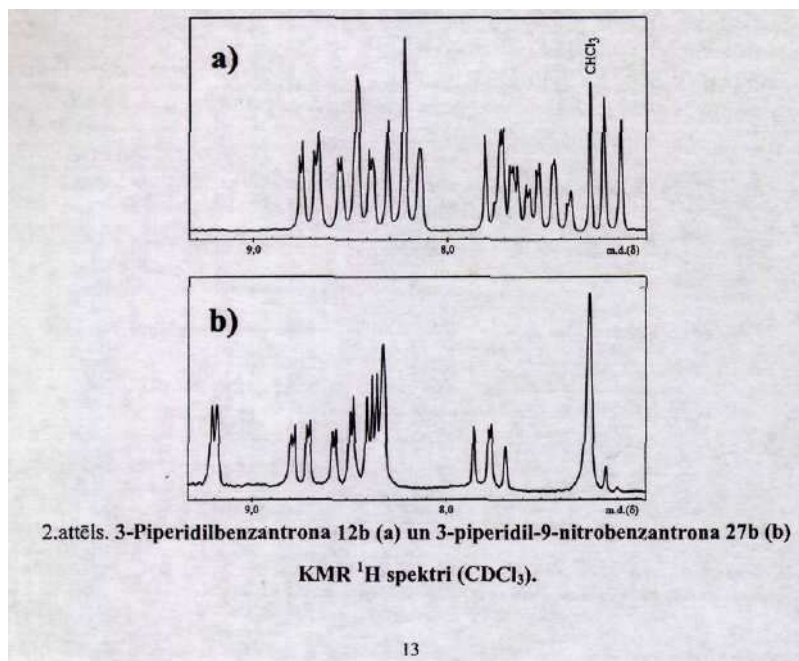 a)
CHCl₃
9,0 8,0 m.d.(δ)
b)
9,0 8,0 m.d.(δ)
2.attēls. 3-Piperidilbenzantrona 12b (a) un 3-piperidil-9-nitrobenzantrona 27b (b)
KMR ¹H spektri (CDCl₃).
13